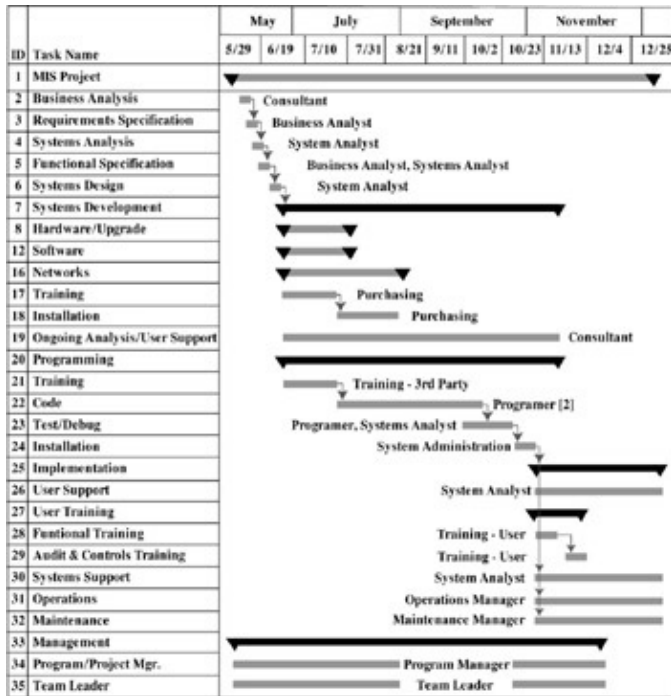 May July September November
5/29 6/19 7/10 7/31 8/21 9/11 10/2 10/23 11/13 12/4 12/25
ID Task Name
1 MIS Project
2 Business Analysis Consultant
3 Requirements Specification Business Analyst
4 Systems Analysis System Analyst
5 Functional Specification Business Analyst, Systems Analyst
6 Systems Design System Analyst
7 Systems Development
8 Hardware/Upgrade
12 Software
16 Networks
17 Training Purchasing
18 Installation Purchasing
19 Ongoing Analysis/User Support Consultant
20 Programming
21 Training Training - 3rd Party
22 Code Programer [2]
23 Test/Debug Programer, Systems Analyst
24 Installation System Administration
25 Implementation
26 User Support System Analyst
27 User Training
28 Funtional Training Training - User
29 Audit & Controls Training Training - User
30 Systems Support System Analyst
31 Operations Operations Manager
32 Maintenance Maintenance Manager
33 Management
34 Program/Project Mgr. Program Manager
35 Team Leader Team Leader